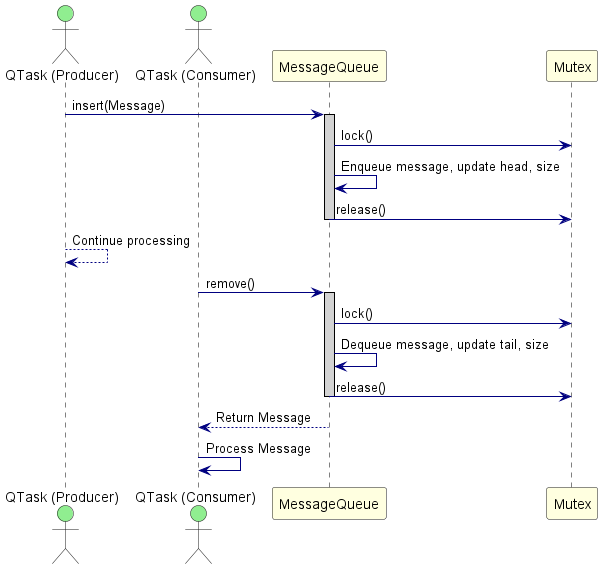 QTask (Producer)
QTask (Consumer)
MessageQueue
Mutex
insert(Message)
lock()
Enqueue message, update head, size
release()
Continue processing
remove()
lock()
Dequeue message, update tail, size
release()
Return Message
Process Message
QTask (Producer)
QTask (Consumer)
MessageQueue
Mutex